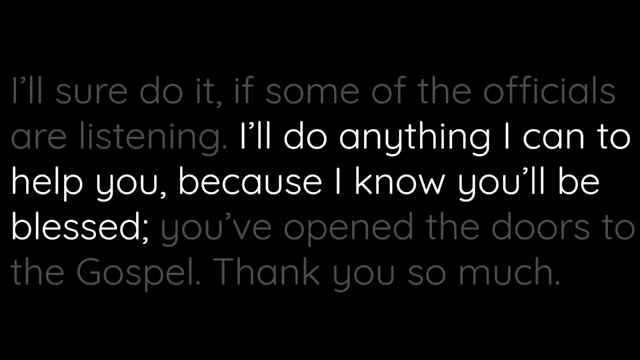 I'll sure do it, if some of the officials
are listening. I'll do anything I can to
help you, because I know you'll be
blessed; you've opened the doors to
the Gospel. Thank you so much.